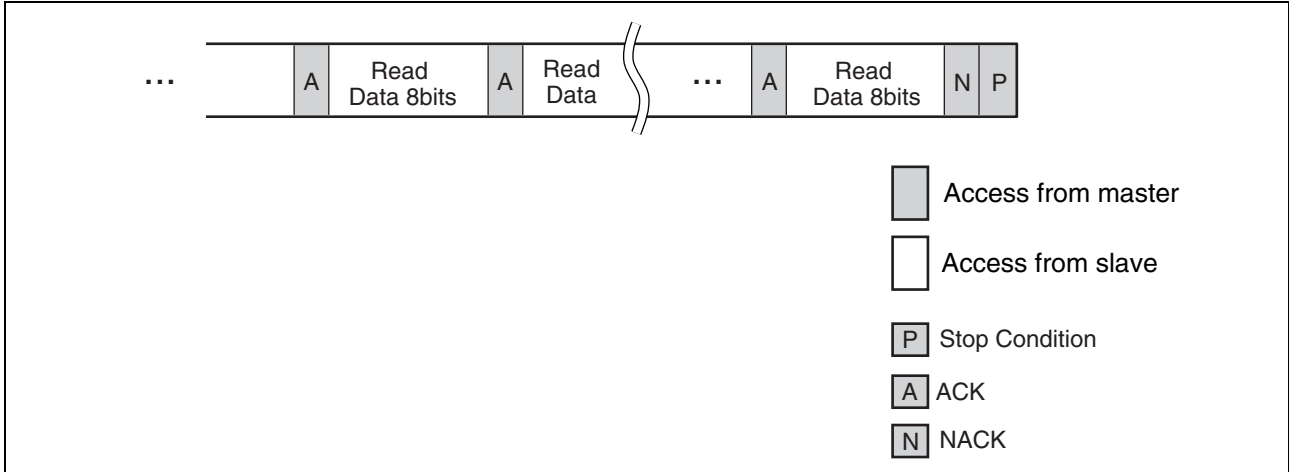 ... A Read Data 8bits A Read Data ... A Read Data 8bits N P
Access from master
Access from slave
P Stop Condition
A ACK
N NACK